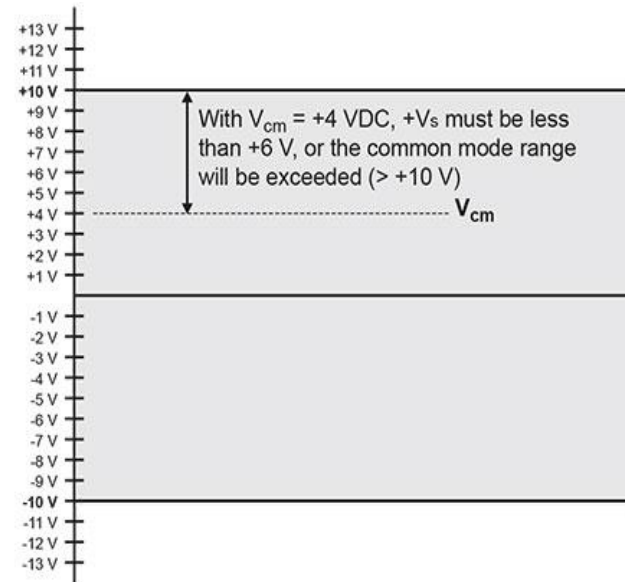 +13 V
+12 V
+11 V
+10 V
+9 V
+8 V
+7 V
+6 V
+5 V
+4 V
+3 V
+2 V
+1 V
-1 V
-2 V
-3 V
-4 V
-5 V
-6 V
-7 V
-8 V
-9 V
-10 V
-11 V
-12 V
-13 V
With Vcm = +4 VDC, +Vs must be less
than +6 V, or the common mode range
will be exceeded (> +10 V)
Vcm